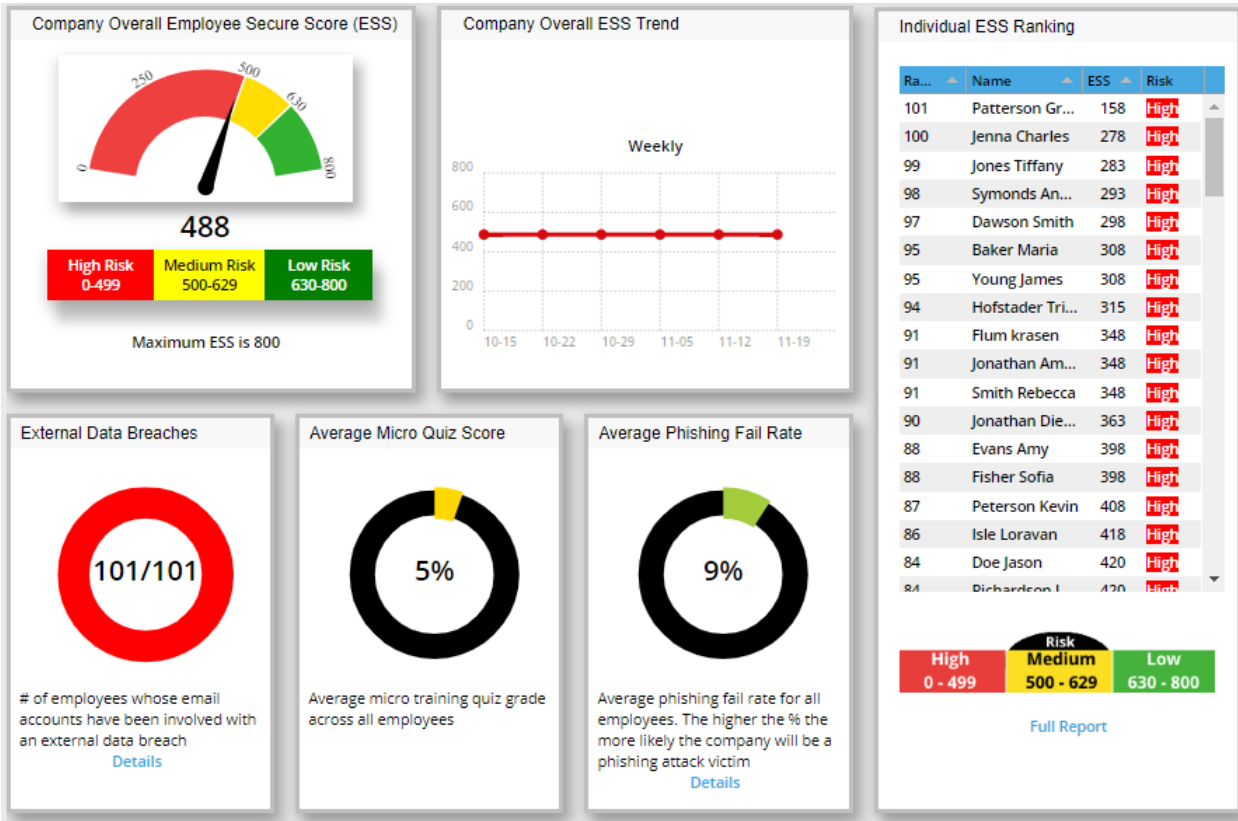 Company Overall Employee Secure Score (ESS)
0
250
500
630
800
488
High Risk
0-499
Medium Risk
500-629
Low Risk
630-800
Maximum ESS is 800
Company Overall ESS Trend
Weekly
800
600
400
200
0
10-15 10-22 10-29 11-05 11-12 11-19
Individual ESS Ranking
Ra... Name ESS Risk
101 Patterson Gr... 158 High
100 Jenna Charles 278 High
99 Jones Tiffany 283 High
98 Symonds An... 293 High
97 Dawson Smith 298 High
95 Baker Maria 308 High
95 Young James 308 High
94 Hofstader Tri... 315 High
91 Flum krasen 348 High
91 Jonathan Am... 348 High
91 Smith Rebecca 348 High
90 Jonathan Die... 363 High
88 Evans Amy 398 High
88 Fisher Sofia 398 High
87 Peterson Kevin 408 High
86 Isle Loravan 418 High
84 Doe Jason 420 High
84 Richardson 420 High
Risk
High
0 - 499
Medium
500 - 629
Low
630 - 800
Full Report
External Data Breaches
101/101
# of employees whose email
accounts have been involved with
an external data breach
Details
Average Micro Quiz Score
5%
Average micro training quiz grade
across all employees
Average Phishing Fail Rate
9%
Average phishing fail rate for all
employees. The higher the % the
more likely the company will be a
phishing attack victim
Details